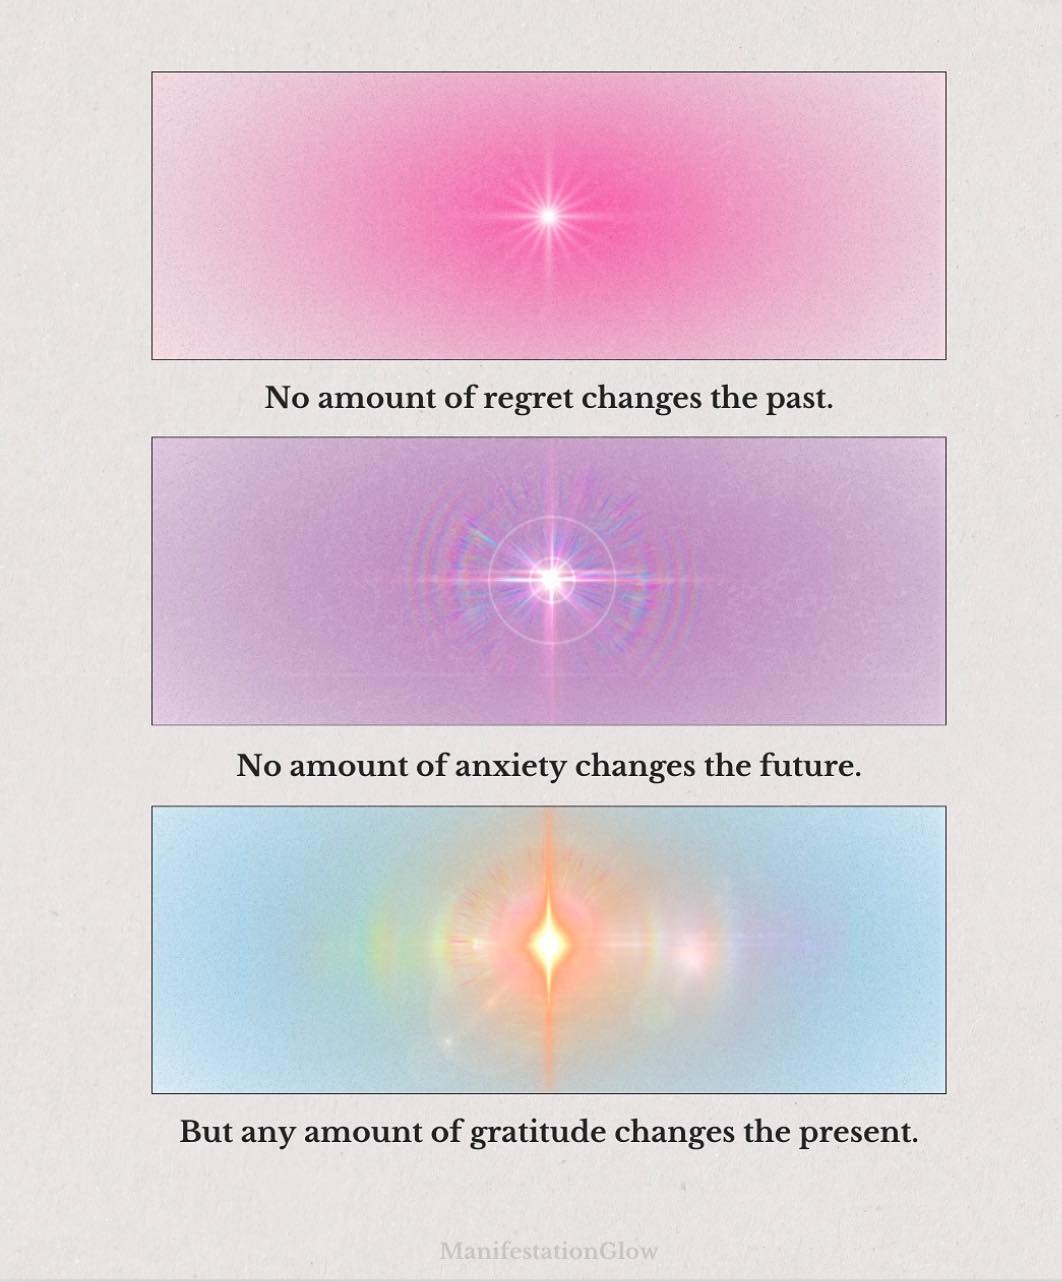 No amount of regret changes the past.
No amount of anxiety changes the future.
But any amount of gratitude changes the present.
ManifestationGlow